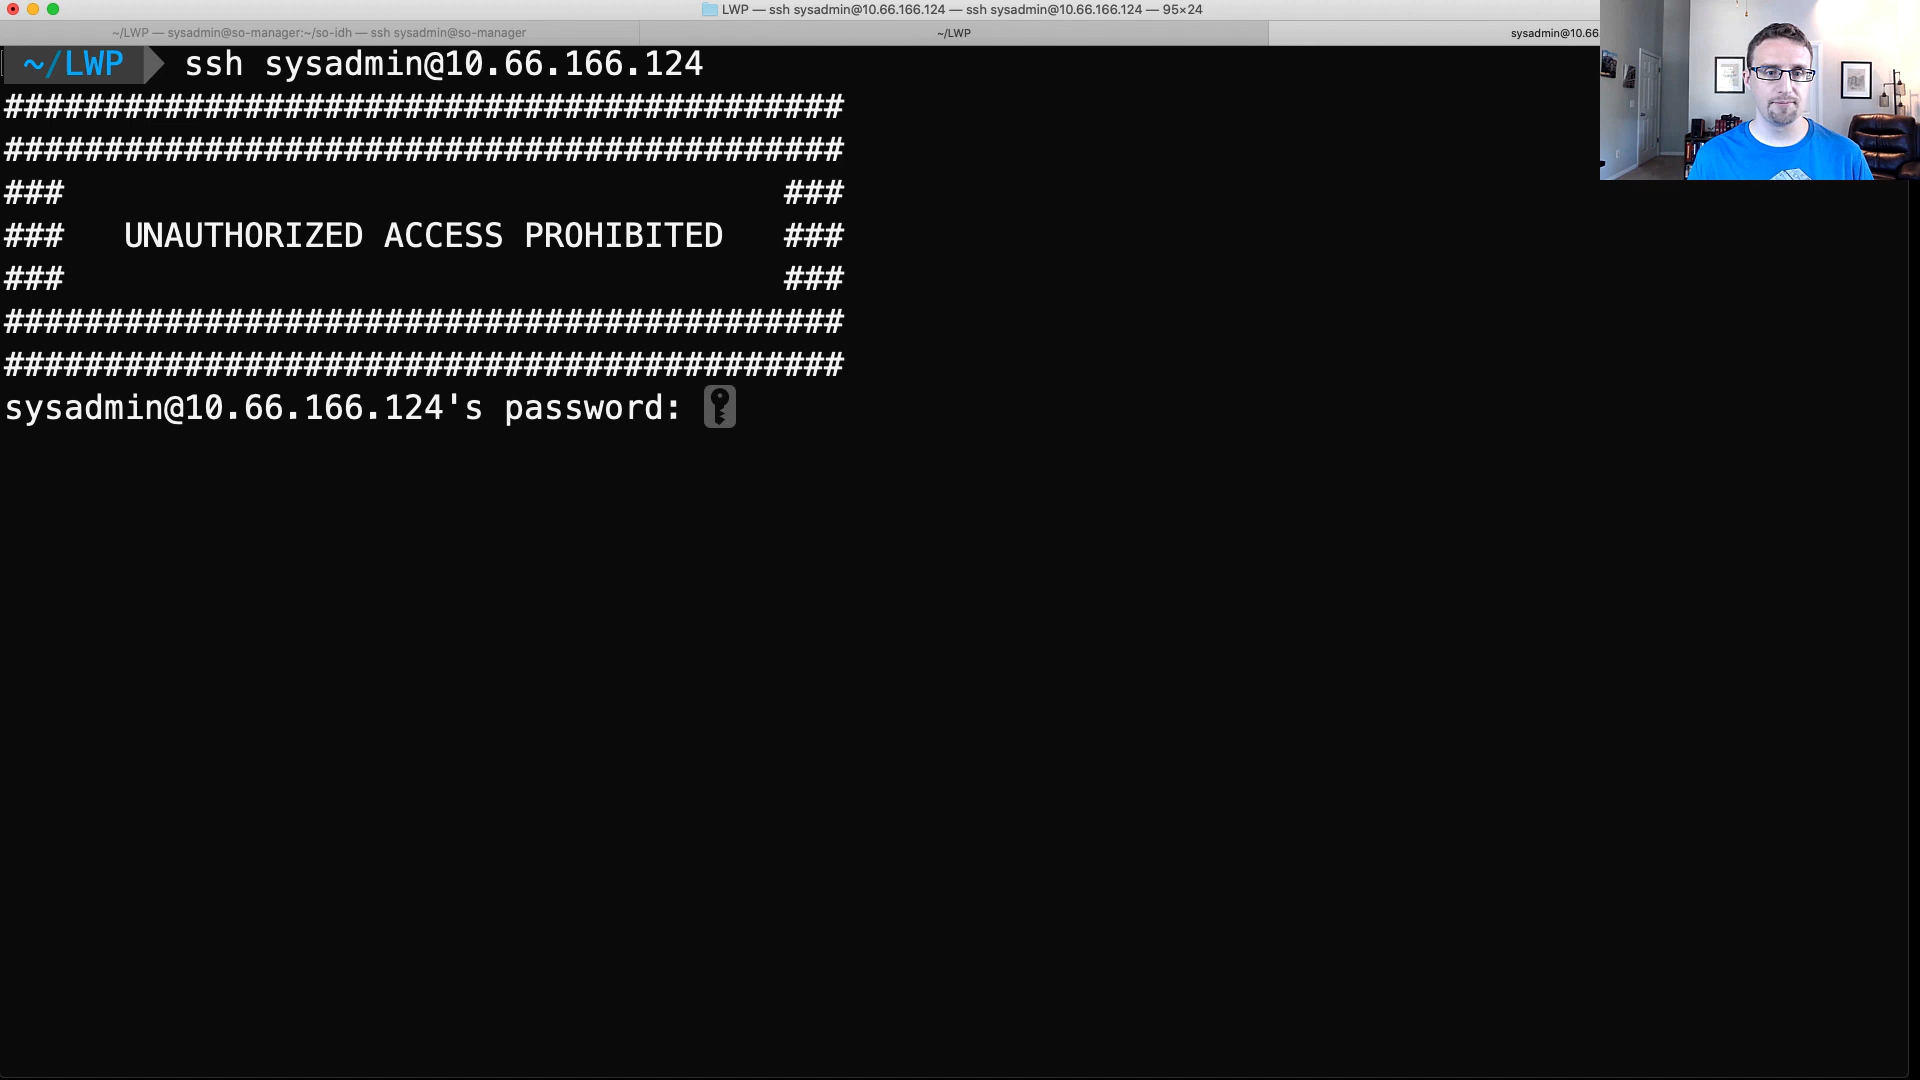 LWP — ssh sysadmin@10.66.166.124 — ssh sysadmin@10.66.166.124 — 95×24
~/LWP — sysadmin@so-manager:~/so-idh — ssh sysadmin@so-manager
~/LWP
sysadmin@10.66
~/LWP ssh sysadmin@10.66.166.124
##########################################
##########################################
### ###
### UNAUTHORIZED ACCESS PROHIBITED ###
### ###
##########################################
##########################################
sysadmin@10.66.166.124's password: